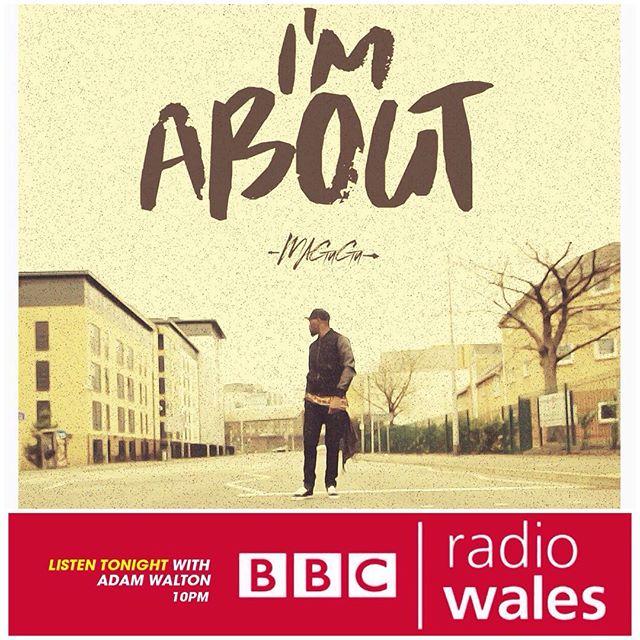 I'M
ABOUT
MAGUGU
LISTEN TONIGHT WITH
ADAM WALTON
10PM
BBC
radio
wales